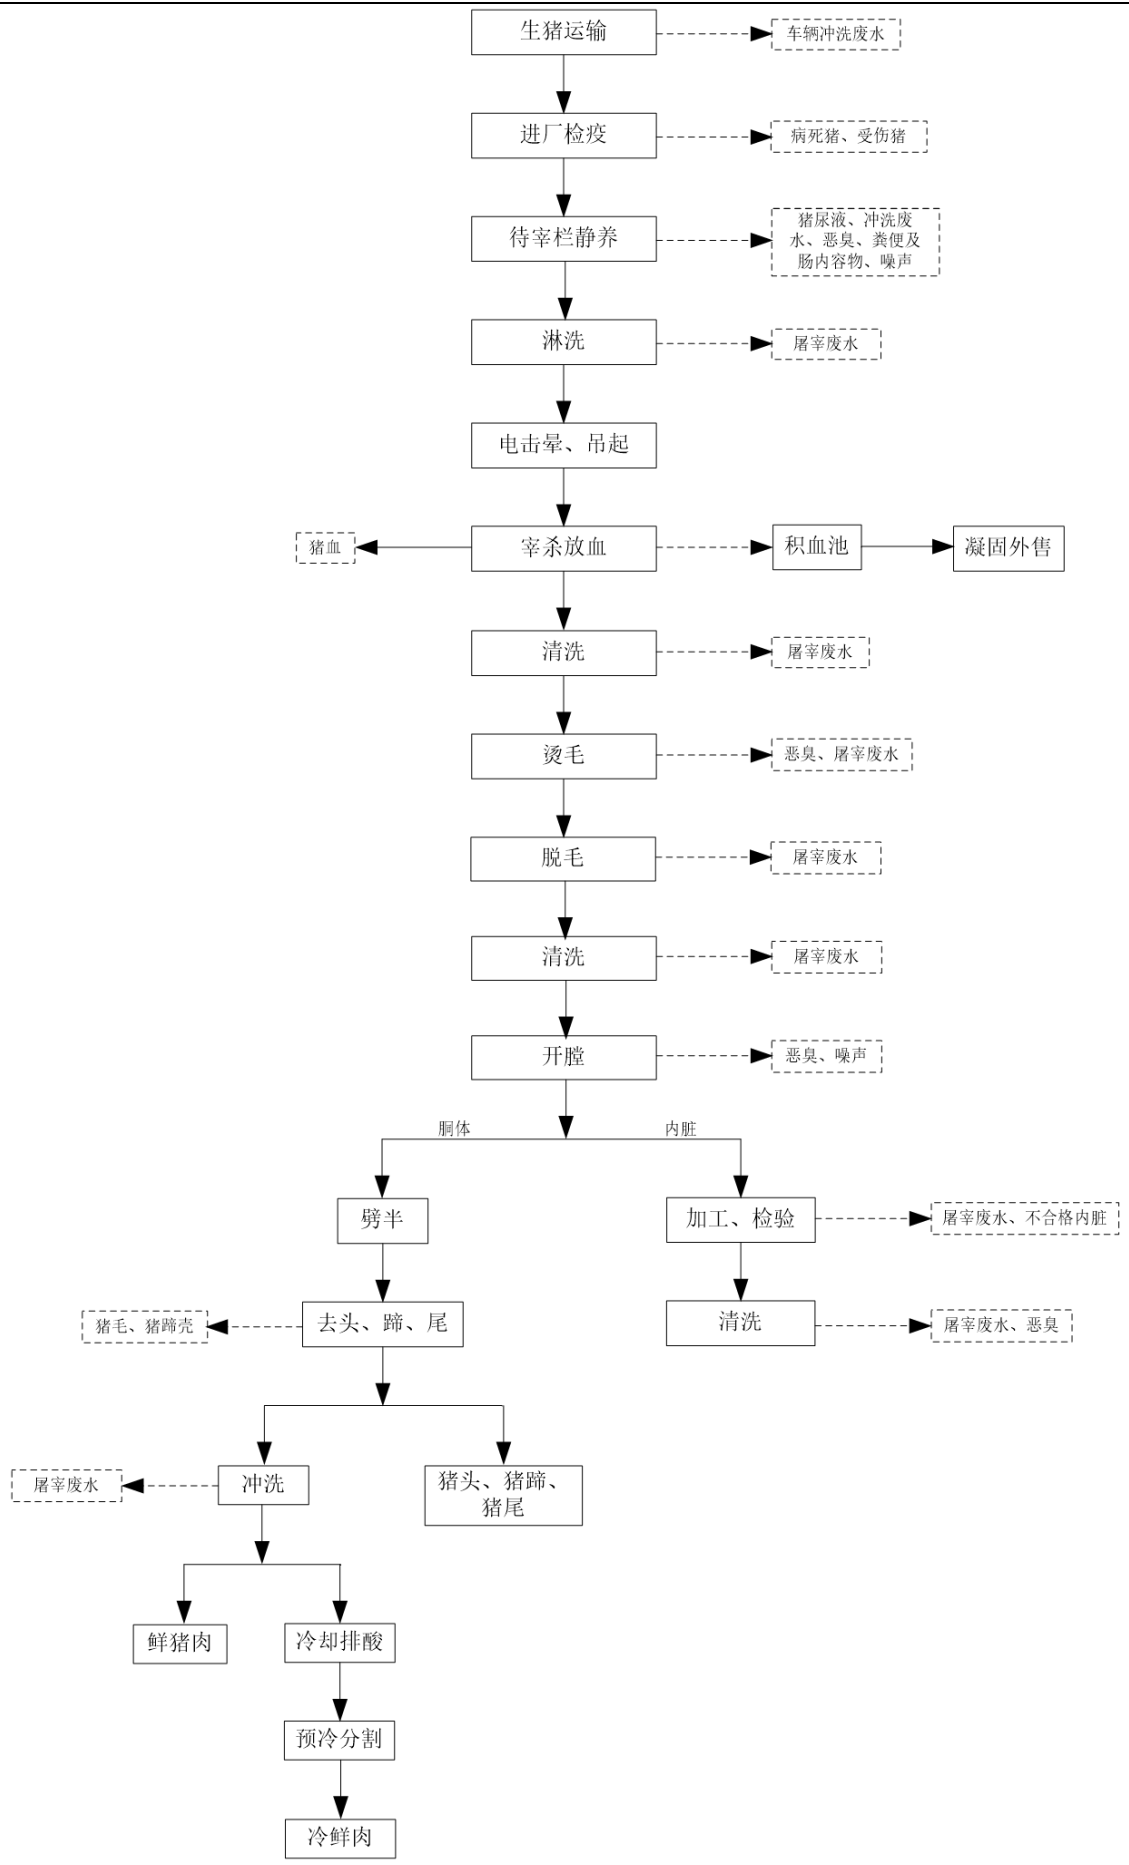 生猪运输
车辆冲洗废水
进厂检疫
病死猪、受伤猪
待宰栏静养
猪尿液、冲洗废
水、恶臭、粪便及
肠内容物、噪声
淋洗
屠宰废水
电击晕、吊起
猪血
宰杀放血
积血池
凝固外售
清洗
屠宰废水
烫毛
恶臭、屠宰废水
脱毛
屠宰废水
清洗
屠宰废水
开膛
恶臭、噪声
胴体
内脏
劈半
加工、检验
屠宰废水、不合格内脏
猪毛、猪蹄壳
去头、蹄、尾
清洗
屠宰废水、恶臭
屠宰废水
冲洗
猪头、猪蹄、
猪尾
鲜猪肉
冷却排酸
预冷分割
冷鲜肉